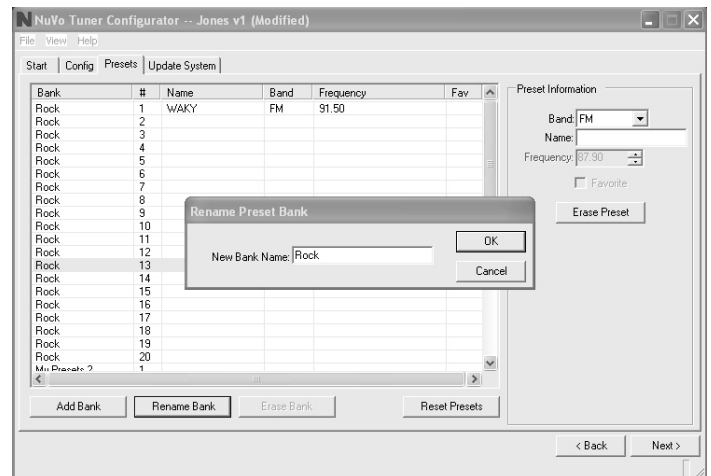 NuVo Tuner Configurator -- Jones v1 (Modified)
File View Help
Start Config Presets Update System
Bank # Name Band Frequency Fav
Rock 1 WAKY FM 91.50
Rock 2
Rock 3
Rock 4
Rock 5
Rock 6
Rock 7
Rock 8
Rock 9
Rock 10
Rock 11
Rock 12
Rock 13
Rock 14
Rock 15
Rock 16
Rock 17
Rock 18
Rock 19
Rock 20
My Presets 2 1
Rename Preset Bank
New Bank Name: Rock
OK
Cancel
Preset Information
Band: FM
Name:
Frequency: 87.90
Favorite
Erase Preset
Add Bank Rename Bank Erase Bank Reset Presets
< Back Next >